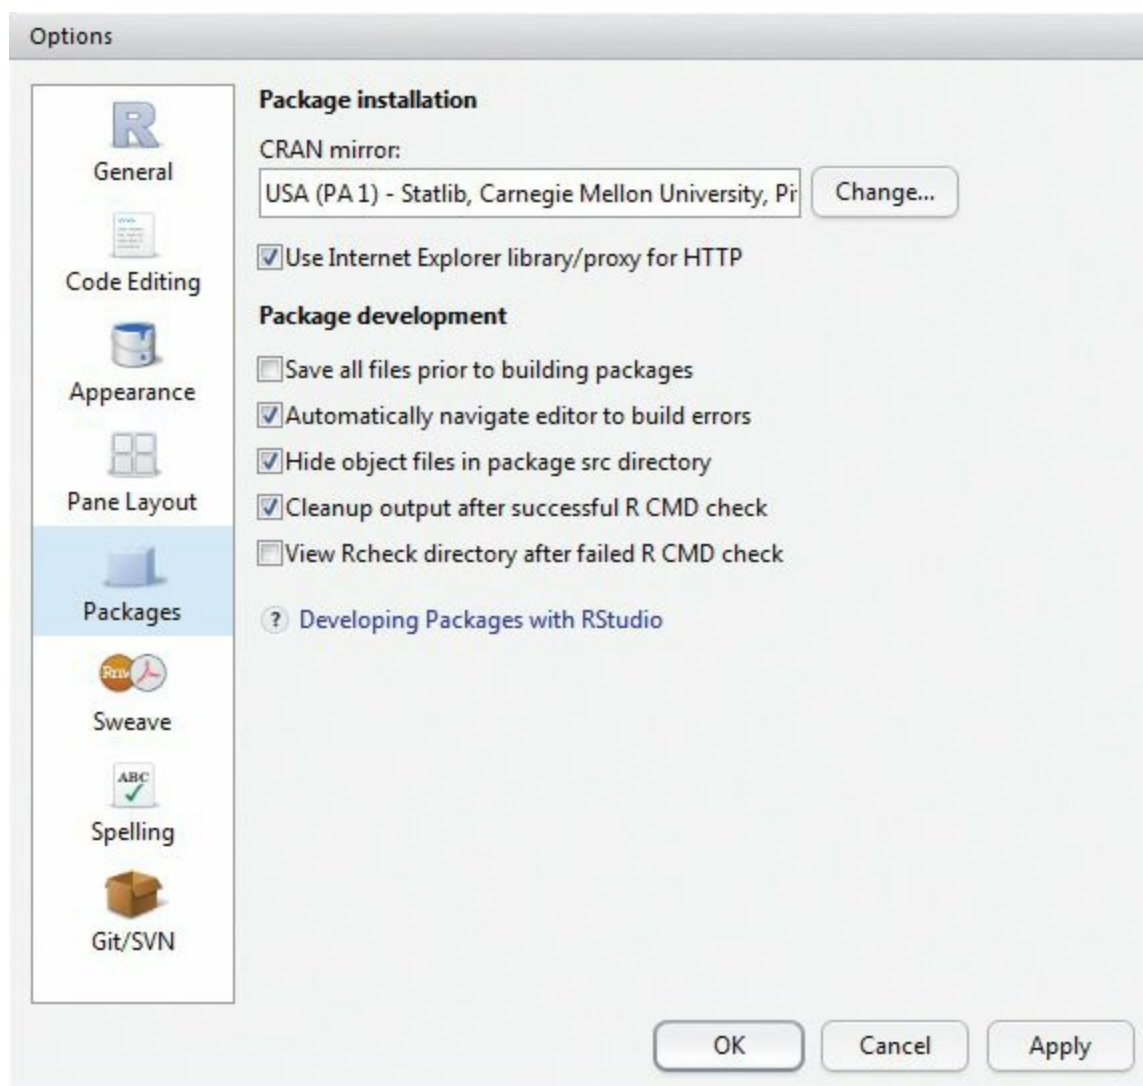 Options
R
General
Code Editing
Appearance
Pane Layout
Packages
Rnw
Sweave
ABC
Spelling
Git/SVN
Package installation
CRAN mirror:
USA (PA 1) - Statlib, Carnegie Mellon University, Pi
Change...
Use Internet Explorer library/proxy for HTTP
Package development
Save all files prior to building packages
Automatically navigate editor to build errors
Hide object files in package src directory
Cleanup output after successful R CMD check
View Rcheck directory after failed R CMD check
? Developing Packages with RStudio
OK
Cancel
Apply